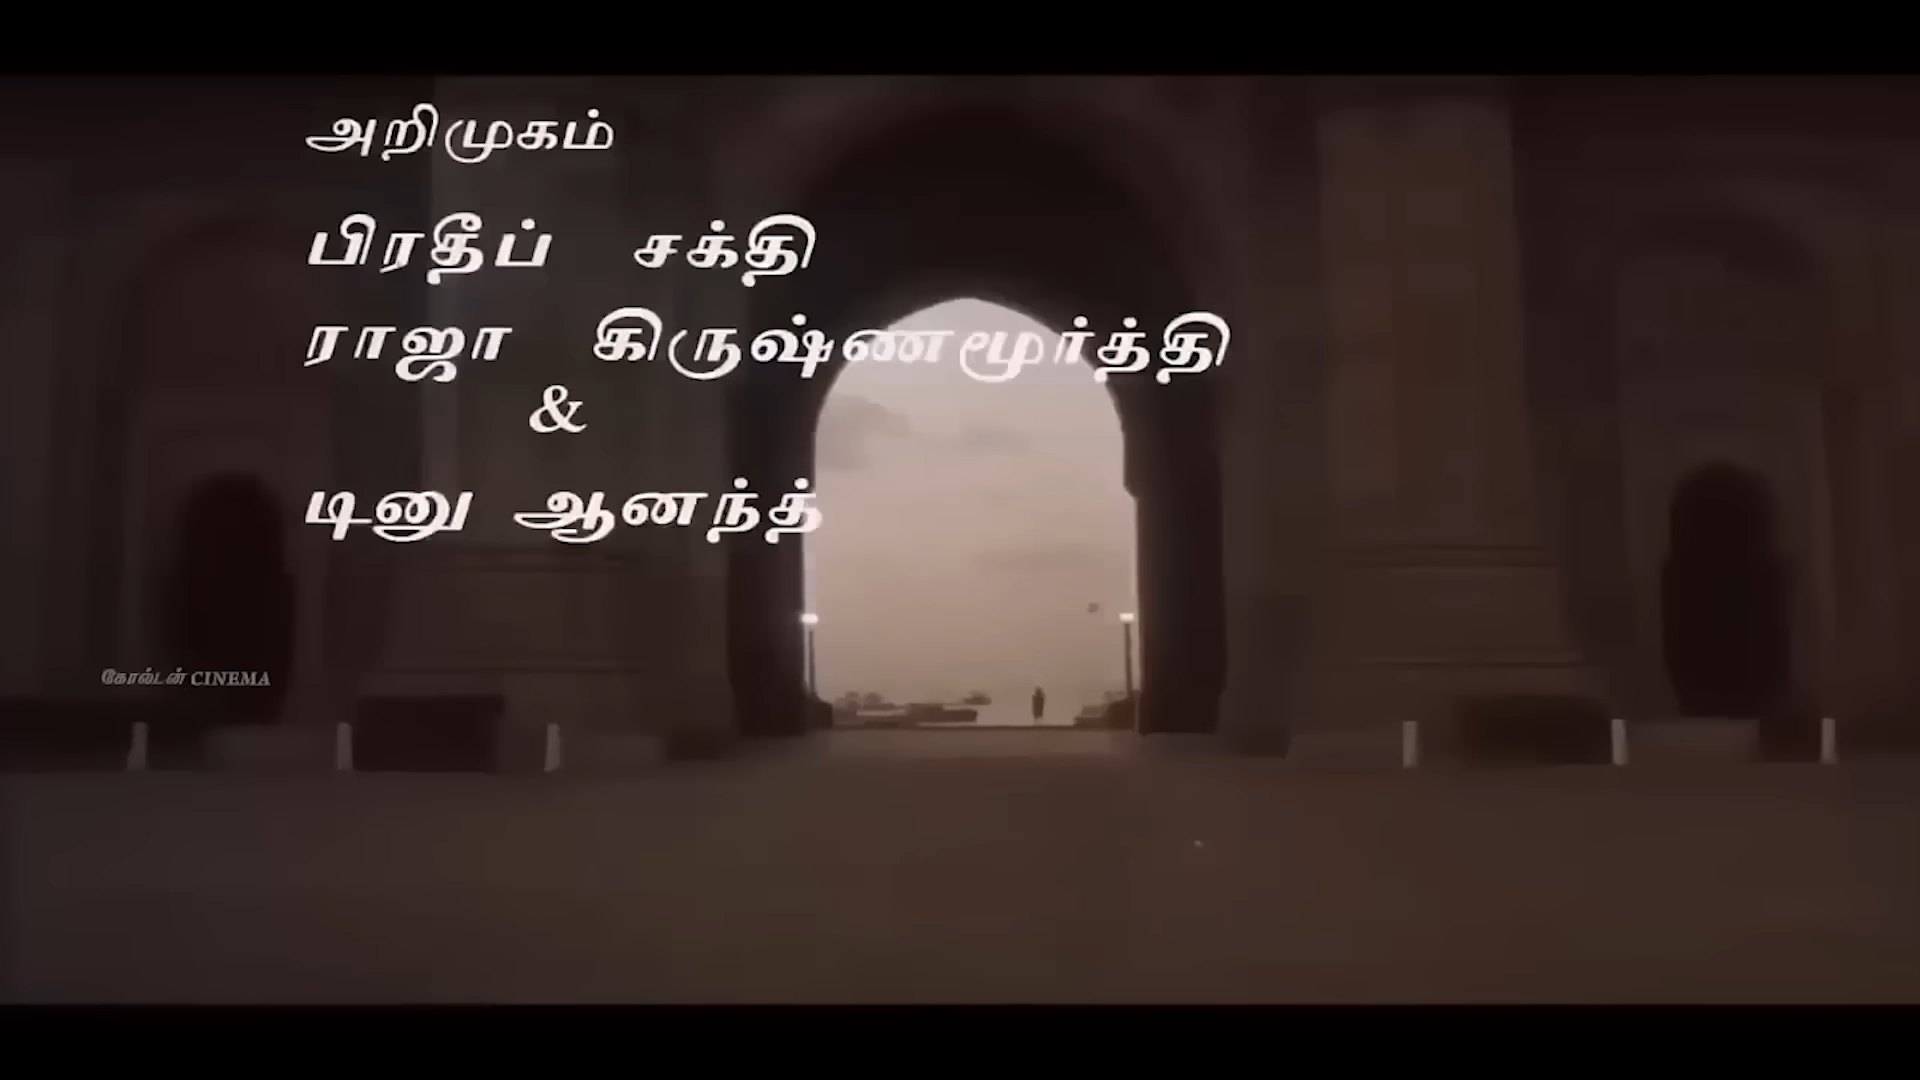 அறிமுகம்
பிரதீப் சக்தி
ராஜா கிருஷ்ணமூர்த்தி
&
டினு ஆனந்த்
கோல்டன் CINEMA